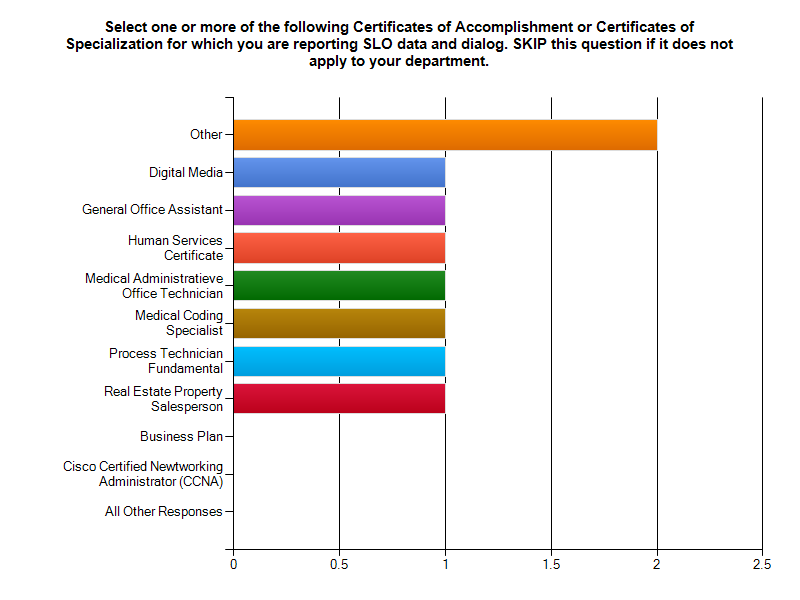 Select one or more of the following Certificates of Accomplishment or Certificates of
Specialization for which you are reporting SLO data and dialog. SKIP this question if it does not
apply to your department.
Other
Digital Media
General Office Assistant
Human Services
Certificate
Medical Administratieve
Office Technician
Medical Coding
Specialist
Process Technician
Fundamental
Real Estate Property
Salesperson
Business Plan
Cisco Certified Newtworking
Administrator (CCNA)
All Other Responses
0 0.5 1 1.5 2 2.5